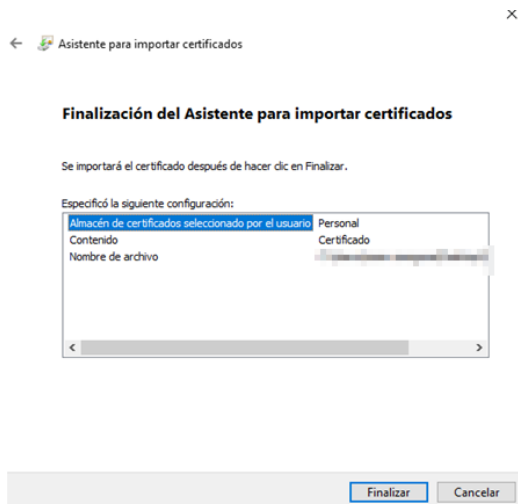 Asistente para importar certificados
Finalización del Asistente para importar certificados
Se importará el certificado después de hacer clic en Finalizar.
Especificó la siguiente configuración:
Almacén de certificados seleccionado por el usuario Personal
Contenido Certificado
Nombre de archivo
Finalizar Cancelar